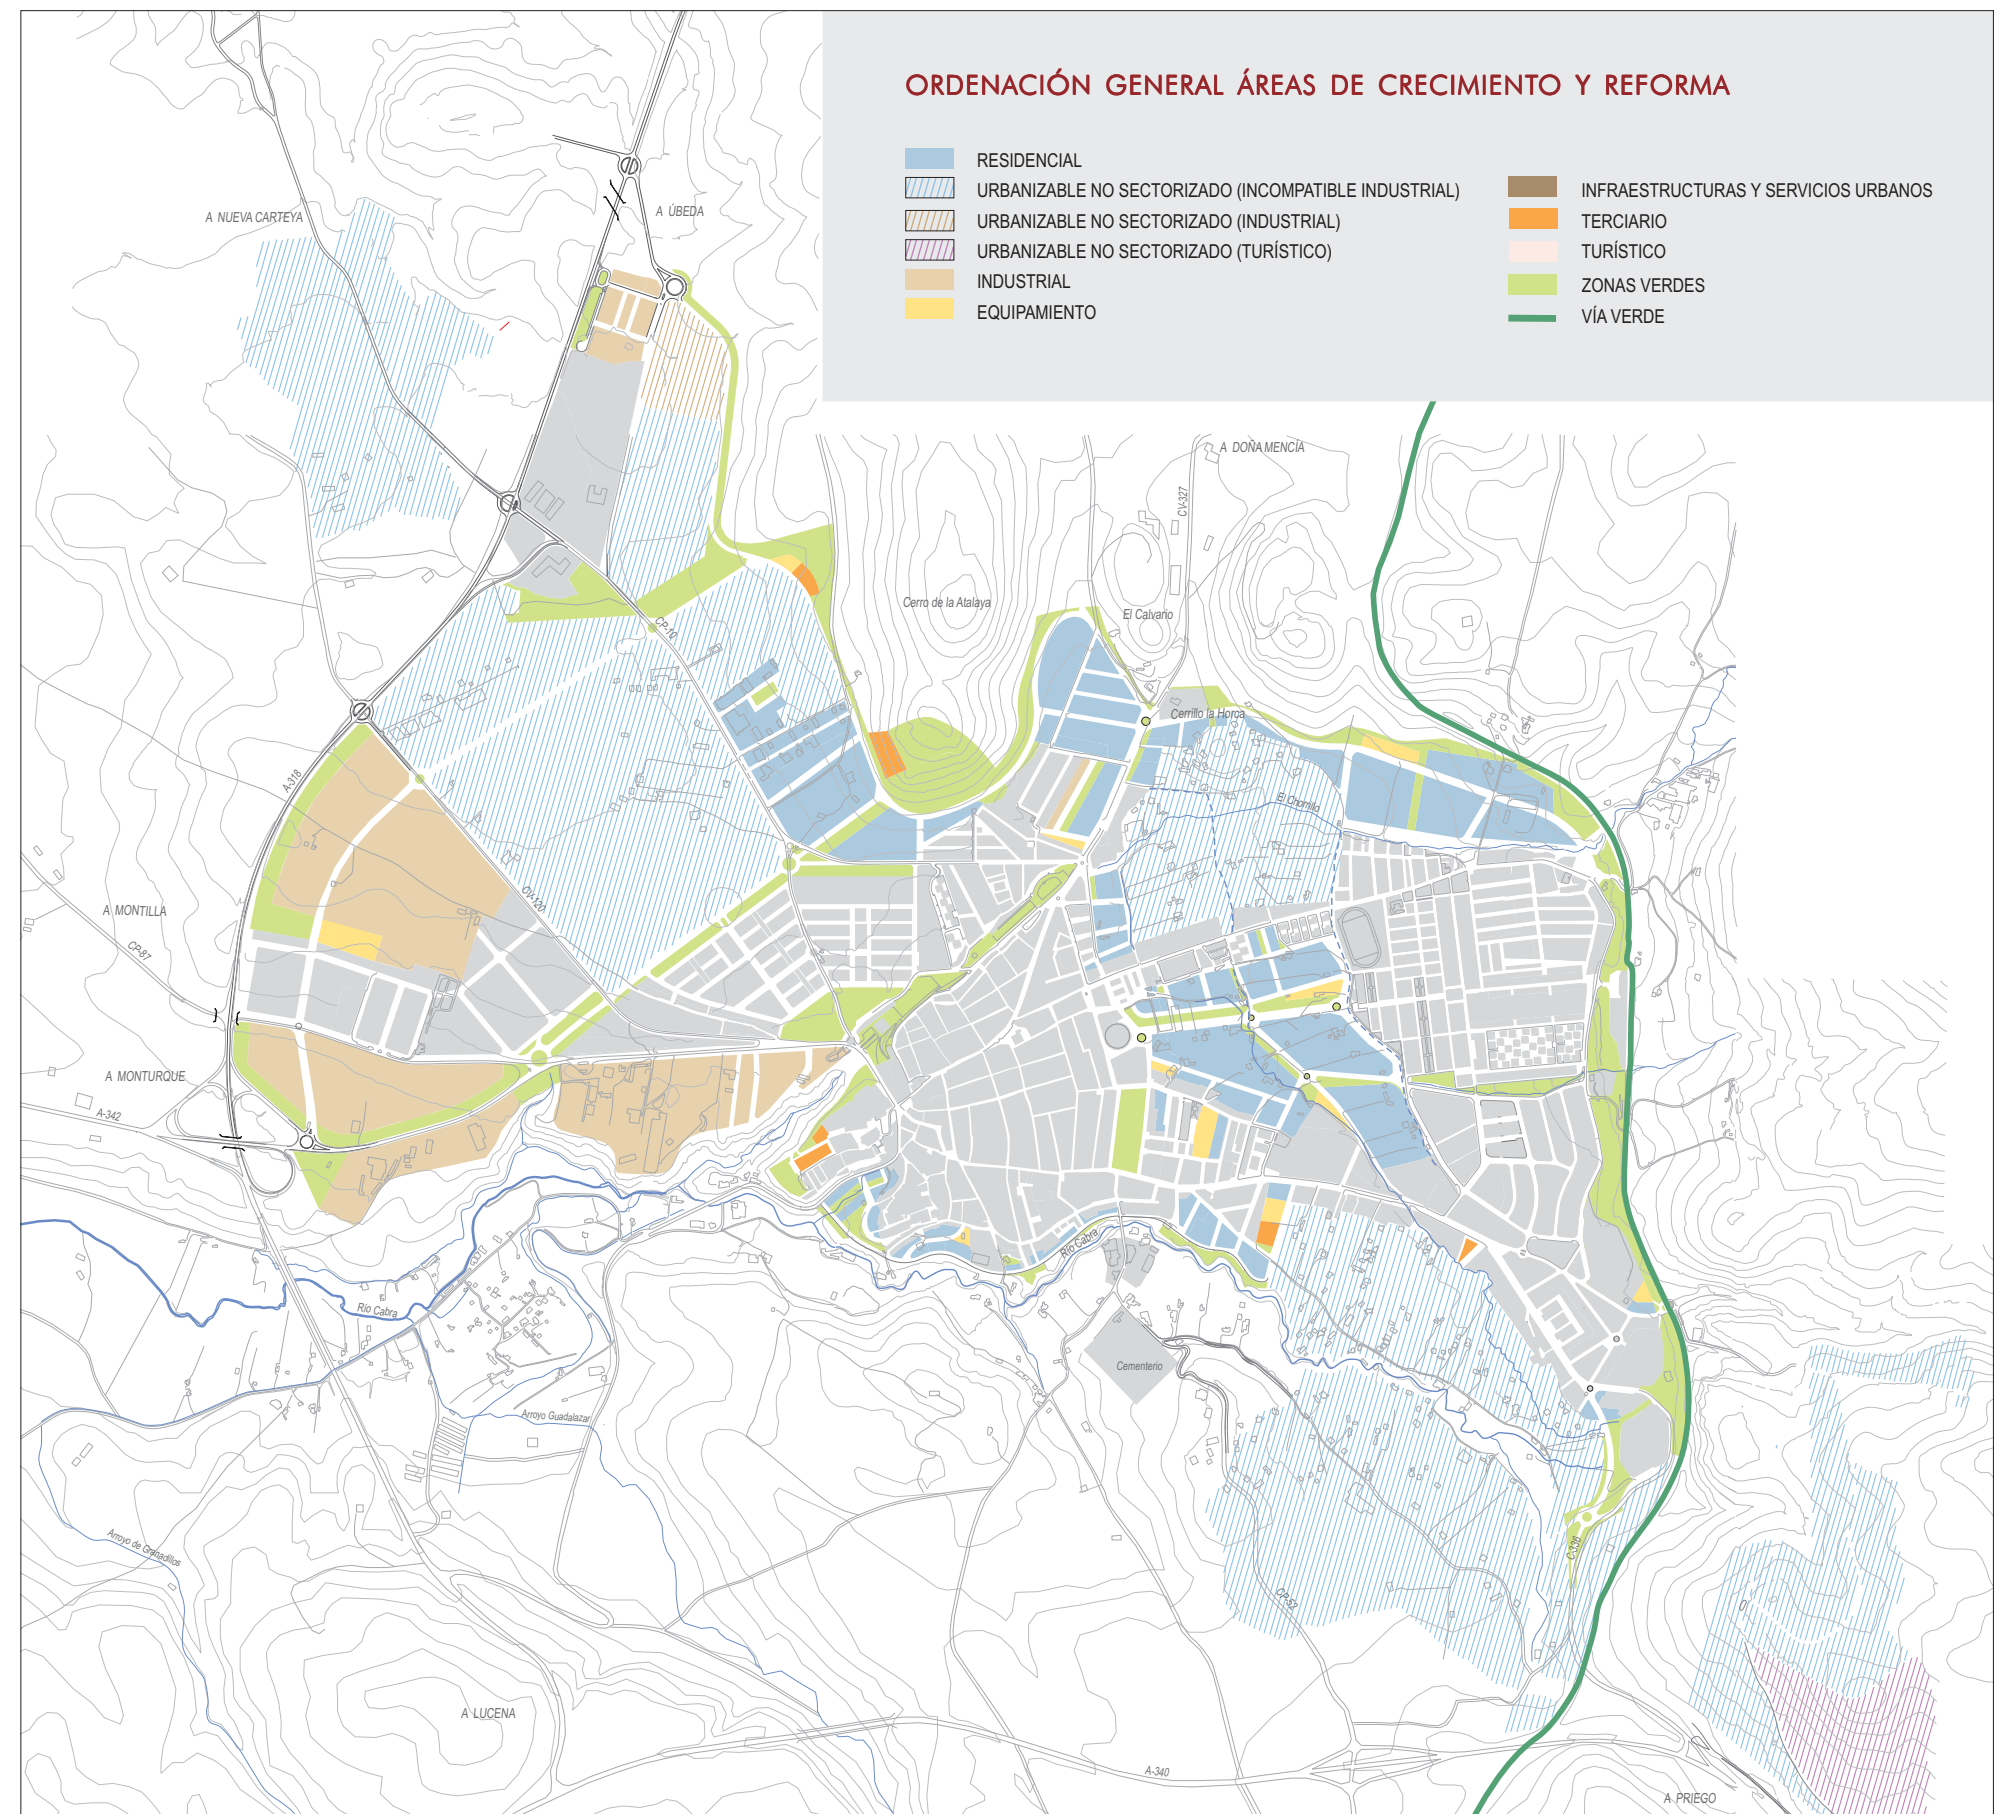 ORDENACIÓN GENERAL ÁREAS DE CRECIMIENTO Y REFORMA
RESIDENCIAL
URBANIZABLE NO SECTORIZADO (INCOMPATIBLE INDUSTRIAL)
URBANIZABLE NO SECTORIZADO (INDUSTRIAL)
URBANIZABLE NO SECTORIZADO (TURÍSTICO)
INDUSTRIAL
EQUIPAMIENTO
INFRAESTRUCTURAS Y SERVICIOS URBANOS
TERCIARIO
TURÍSTICO
ZONAS VERDES
VÍA VERDE
A NUEVA CARTEYA
A ÚBEDA
A DOÑA MENCÍA
CV-327
Cerro de la Atalaya
El Calvario
CP-10
Cerrillo la Horca
A-318
El Chorrillo
CV-120
A MONTILLA
CP-87
A MONTURQUE
A-342
Río Cabra
Río Cabra
Cementerio
Arroyo Guadalazar
Arroyo de Granadillos
C-336
CP-52
A LUCENA
A-340
A PRIEGO